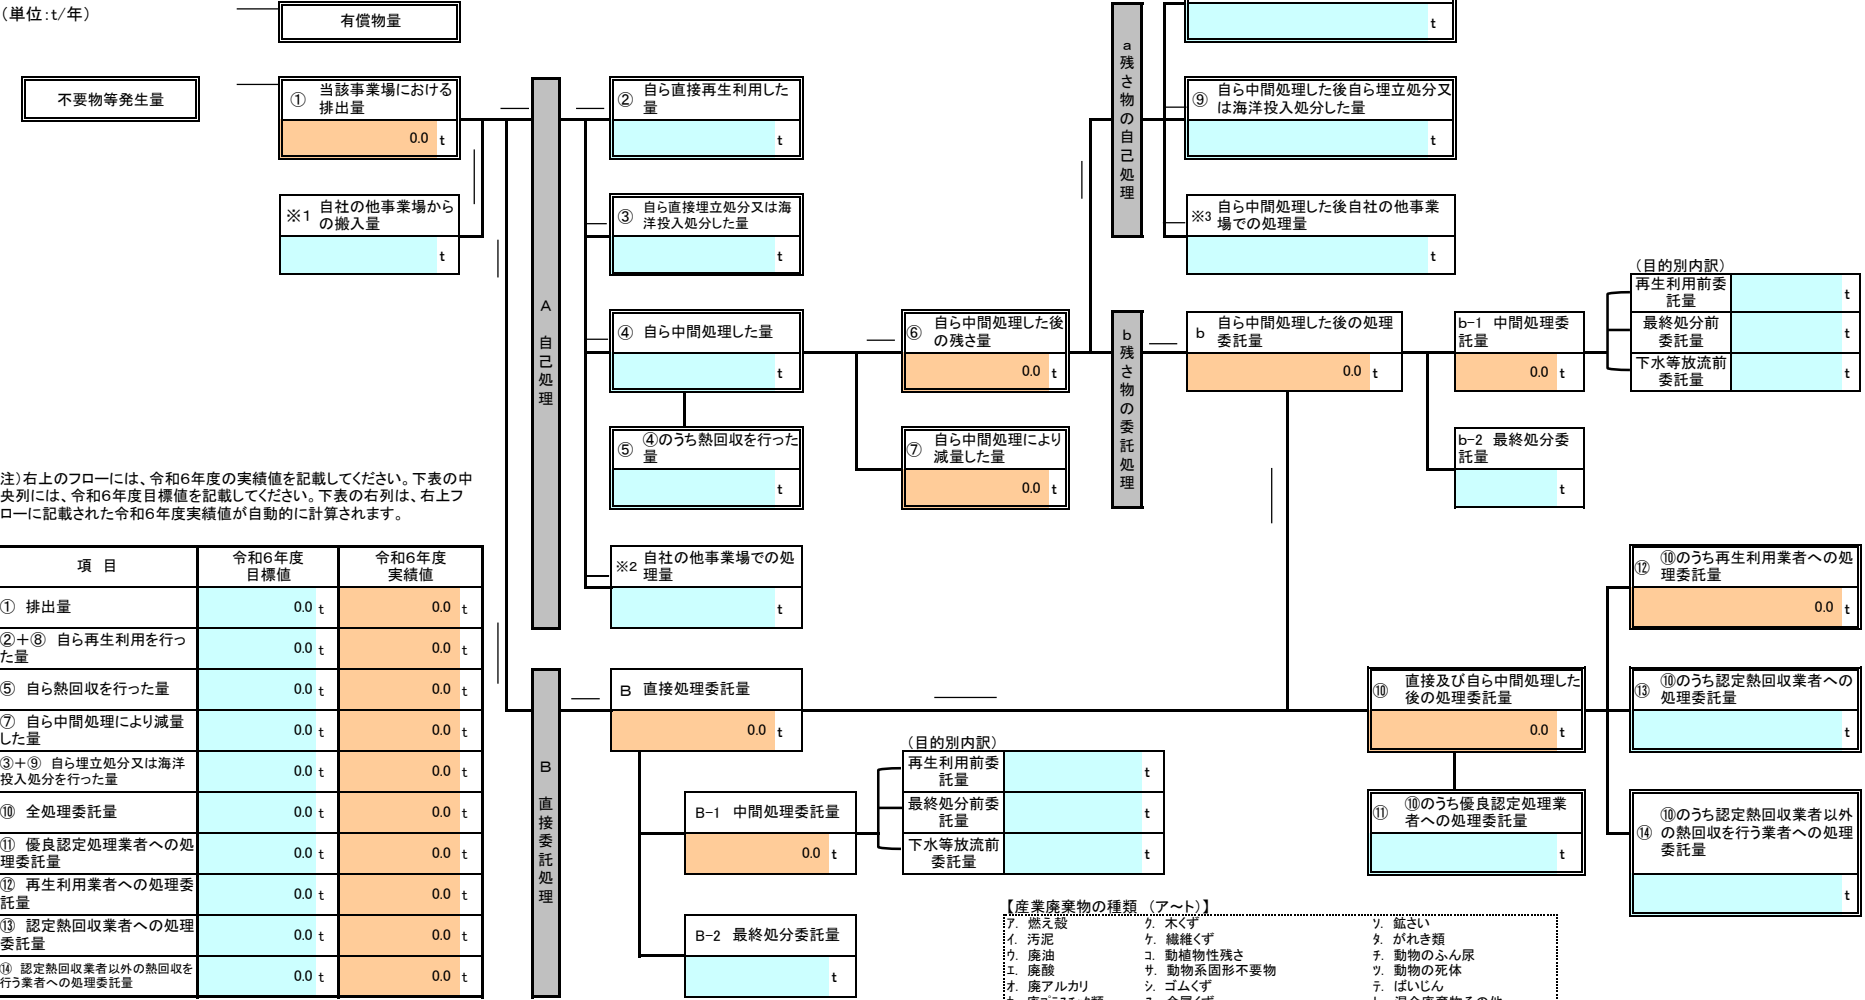 （単位：t/年）
有償物量
不要物等発生量
①
当該事業場における
排出量
0.0 t
※1
自社の他事業場から
の搬入量
t
A 自己処理
②
自ら直接再生利用した
量
t
③
自ら直接埋立処分又は海
洋投入処分した量
t
④ 自ら中間処理した量
t
⑤
④のうち熱回収を行った
量
t
※2
自社の他事業場での処
理量
t
⑥
自ら中間処理した後
の残さ量
0.0 t
⑦
自ら中間処理により
減量した量
0.0 t
a 残さ物の自己処理
t
⑨
自ら中間処理した後自ら埋立処分又
は海洋投入処分した量
t
※3
自ら中間処理した後自社の他事業
場での処理量
t
b 残さ物の委託処理
b
自ら中間処理した後の処理
委託量
0.0 t
b-1 中間処理委
託量
0.0 t
b-2 最終処分委
託量
t
（目的別内訳）
再生利用前委
託量
t
最終処分前
委託量
t
下水等放流前
委託量
t
注）右上のフローには、令和6年度の実績値を記載してください。下表の中
央列には、令和6年度目標値を記載してください。下表の右列は、右上フ
ローに記載された令和6年度実績値が自動的に計算されます。
項 目 令和6年度 目標値 令和6年度 実績値
① 排出量 0.0 t 0.0 t
②＋⑧ 自ら再生利用を行っ
た量 0.0 t 0.0 t
⑤ 自ら熱回収を行った量 0.0 t 0.0 t
⑦ 自ら中間処理により減量
した量 0.0 t 0.0 t
③＋⑨ 自ら埋立処分又は海洋
投入処分を行った量 0.0 t 0.0 t
⑩ 全処理委託量 0.0 t 0.0 t
⑪ 優良認定処理業者への処
理委託量 0.0 t 0.0 t
⑫ 再生利用業者への処理委
託量 0.0 t 0.0 t
⑬ 認定熱回収業者への処理
委託量 0.0 t 0.0 t
⑭ 認定熱回収業者以外の熱回収を
行う業者への処理委託量 0.0 t 0.0 t
B 直接委託処理
B 直接処理委託量
0.0 t
B-1 中間処理委託量
0.0 t
B-2 最終処分委託量
t
（目的別内訳）
再生利用前委
託量
t
最終処分前委
託量
t
下水等放流前
委託量
t
⑩
直接及び自ら中間処理した
後の処理委託量
0.0 t
⑪
⑩のうち優良認定処理業
者への処理委託量
t
⑫
⑩のうち再生利用業者への処
理委託量
0.0 t
⑬
⑩のうち認定熱回収業者への
処理委託量
t
⑭
⑩のうち認定熱回収業者以外
の熱回収を行う業者への処理
委託量
t
【産業廃棄物の種類 （ア～ト）】
ア. 燃え殻 ク. 木くず ソ. 鉱さい
イ. 汚泥 ケ. 繊維くず タ. がれき類
ウ. 廃油 コ. 動植物性残さ チ. 動物のふん尿
エ. 廃酸 サ. 動物系固形不要物 ツ. 動物の死体
オ. 廃アルカリ シ. ゴムくず テ. ばいじん